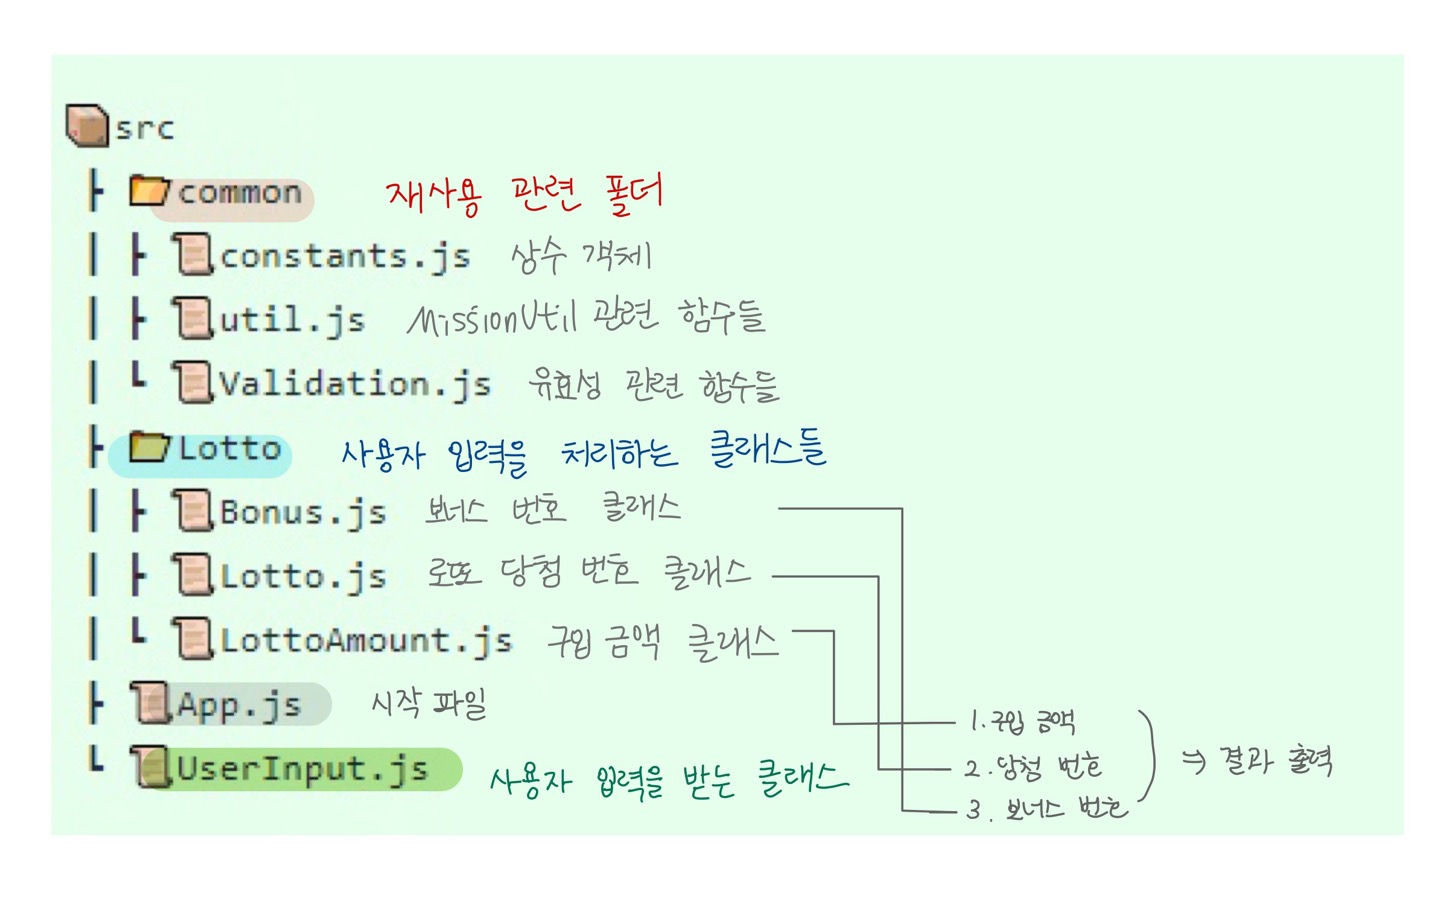 src
common 재사용 관련 폴더
constants.js 상수 객체
util.js MissionUtil 관련 함수들
Validation.js 유효성 관련 함수들
Lotto 사용자 입력을 처리하는 클래스들
Bonus.js 보너스 번호 클래스
Lotto.js 로또 당첨 번호 클래스
LottoAmount.js 구입 금액 클래스
App.js 시작 파일
UserInput.js 사용자 입력을 받는 클래스
1. 구입 금액
2. 당첨 번호
3. 보너스 번호
⇒ 결과 출력